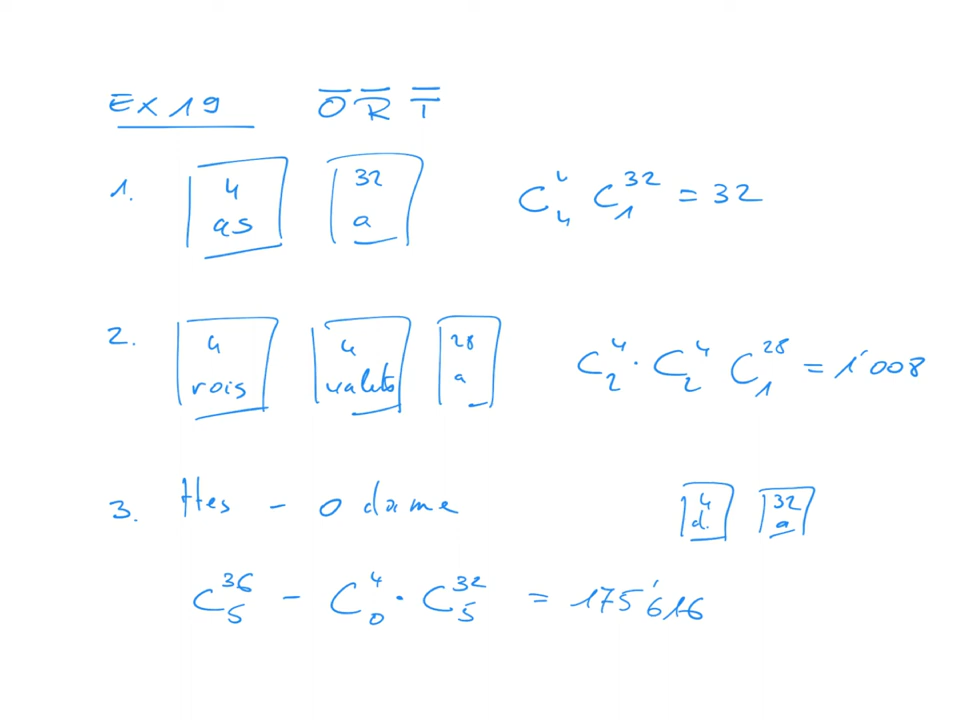 Ex 19 O̅ R̅ T̿
1. 4 as 32 a C⁴₄ C³²₁ = 32
2. 4 rois 4 valets 28 a C⁴₂ · C⁴₂ C²⁸₁ = 1'008
3. ttes - 0 dame 4 d. 32 a
C³⁶₅ - C⁴₀ · C³²₅ = 175'616